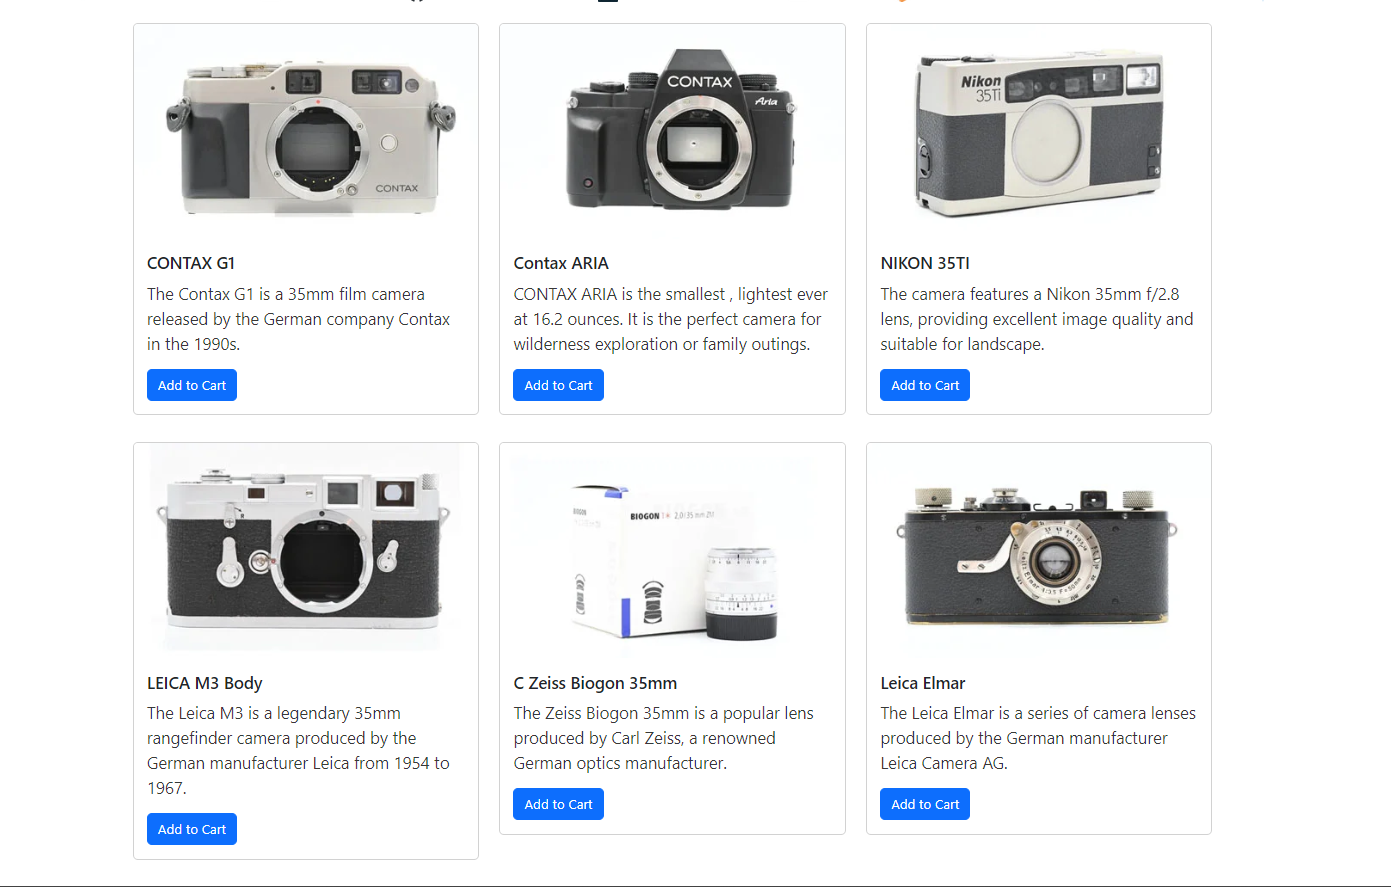 CONTAX
CONTAX
Aria
Nikon
35Ti
CONTAX G1
The Contax G1 is a 35mm film camera
released by the German company Contax
in the 1990s.
Add to Cart
Contax ARIA
CONTAX ARIA is the smallest , lightest ever
at 16.2 ounces. It is the perfect camera for
wilderness exploration or family outings.
Add to Cart
NIKON 35TI
The camera features a Nikon 35mm f/2.8
lens, providing excellent image quality and
suitable for landscape.
Add to Cart
BIOGON
BIOGON 2,0/35 mm ZM
Leitz Elmar 1:3.5 F=50mm
LEICA M3 Body
The Leica M3 is a legendary 35mm
rangefinder camera produced by the
German manufacturer Leica from 1954 to
1967.
Add to Cart
C Zeiss Biogon 35mm
The Zeiss Biogon 35mm is a popular lens
produced by Carl Zeiss, a renowned
German optics manufacturer.
Add to Cart
Leica Elmar
The Leica Elmar is a series of camera lenses
produced by the German manufacturer
Leica Camera AG.
Add to Cart